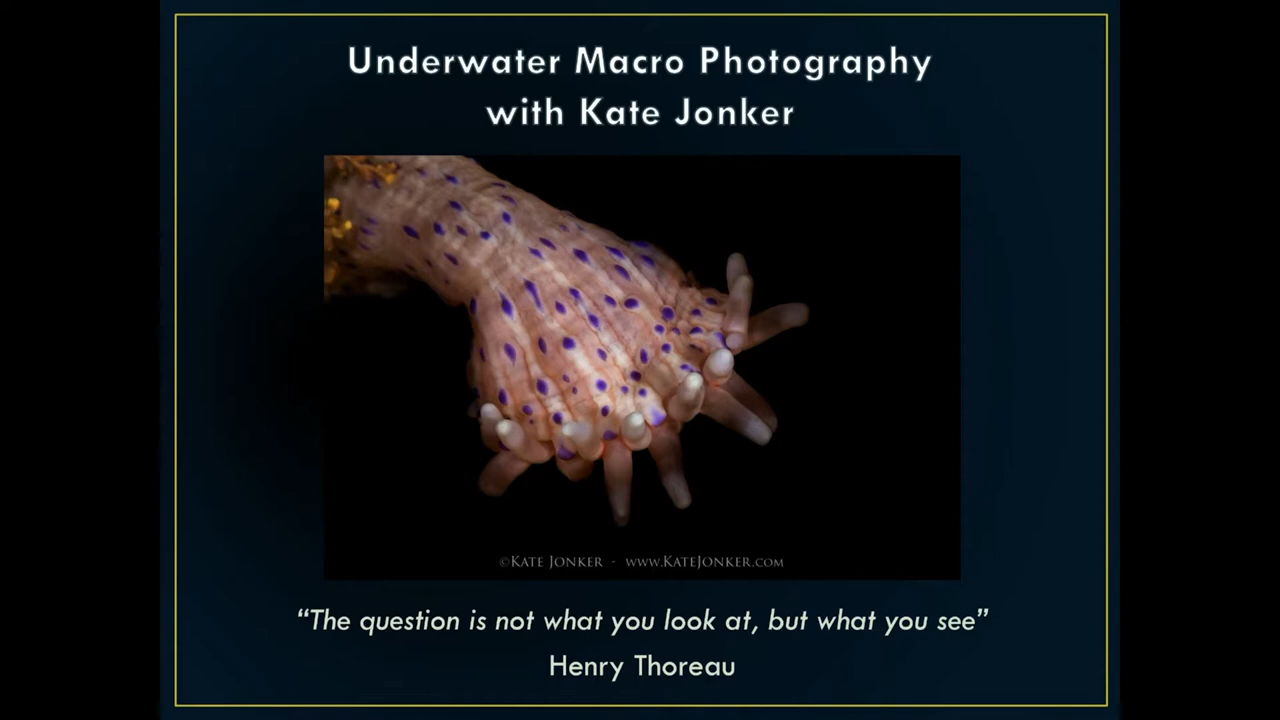 Underwater Macro Photography
with Kate Jonker
©Kate Jonker - www.KateJonker.com
“The question is not what you look at, but what you see”
Henry Thoreau